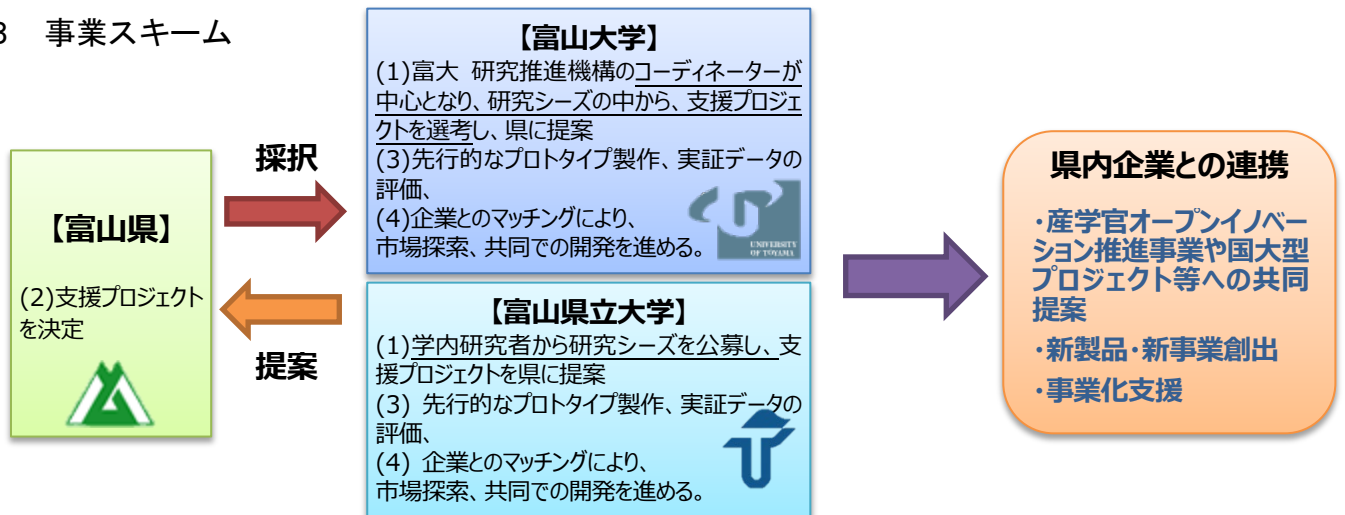 3 事業スキーム
【富山県】
(2)支援プロジェクト
を決定
採択
提案
【富山大学】
(1)富大 研究推進機構のコーディネーターが
中心となり、研究シーズの中から、支援プロジェ
クトを選考し、県に提案
(3)先行的なプロトタイプ製作、実証データの
評価、
(4)企業とのマッチングにより、
市場探索、共同での開発を進める。
UNIVERSITY
OF TOYAMA
【富山県立大学】
(1)学内研究者から研究シーズを公募し、支
援プロジェクトを県に提案
(3) 先行的なプロトタイプ製作、実証データの
評価、
(4) 企業とのマッチングにより、
市場探索、共同での開発を進める。
県内企業との連携
・産学官オープンイノベー
ション推進事業や国大型
プロジェクト等への共同
提案
・新製品・新事業創出
・事業化支援